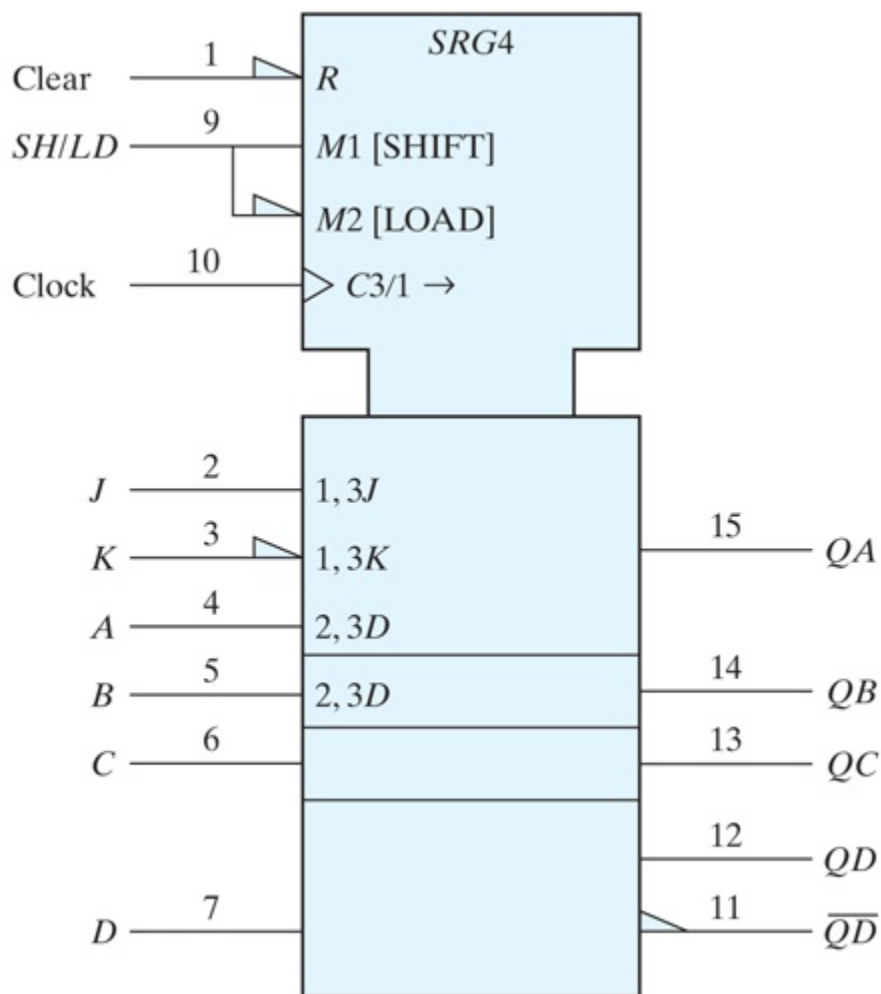 SRG4
1
Clear R
9
SH/LD M1 [SHIFT]
M2 [LOAD]
10
Clock C3/1 →
2
J 1, 3J
15
3
K 1, 3K QA
4
A 2, 3D
5 14
B 2, 3D QB
6 13
C QC
12
QD
7 11
D Q̅D̅